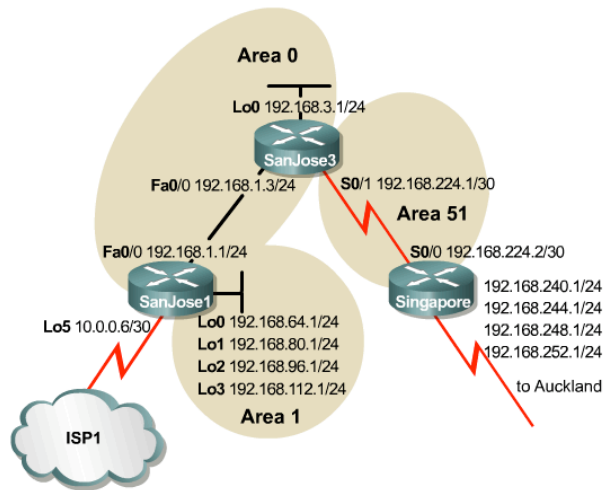 Area 0
Lo0 192.168.3.1/24
SanJose3
Fa0/0 192.168.1.3/24
S0/1 192.168.224.1/30
Area 51
Fa0/0 192.168.1.1/24
S0/0 192.168.224.2/30
SanJose1
Singapore
192.168.240.1/24
192.168.244.1/24
192.168.248.1/24
192.168.252.1/24
Lo5 10.0.0.6/30
Lo0 192.168.64.1/24
Lo1 192.168.80.1/24
Lo2 192.168.96.1/24
Lo3 192.168.112.1/24
to Auckland
Area 1
ISP1